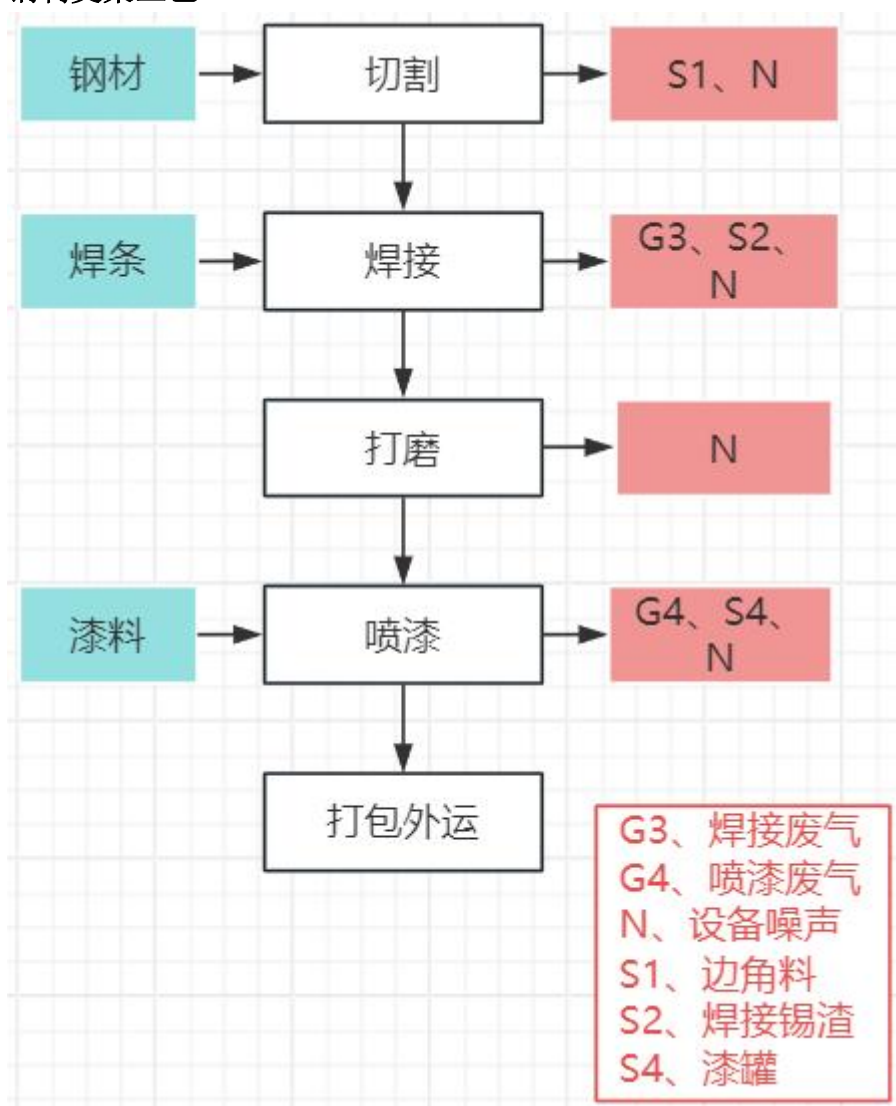 钢材
切割
S1、N
焊条
焊接
G3、S2、
N
打磨
N
漆料
喷漆
G4、S4、
N
打包外运
G3、焊接废气
G4、喷漆废气
N、设备噪声
S1、边角料
S2、焊接锡渣
S4、漆罐